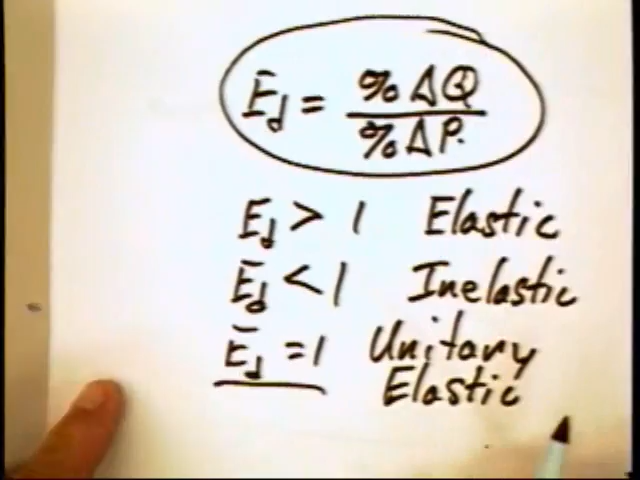 Ed = %ΔQ
%ΔP.
Ed > 1 Elastic
Ed < 1 Inelastic
Ed = 1 Unitary
Elastic